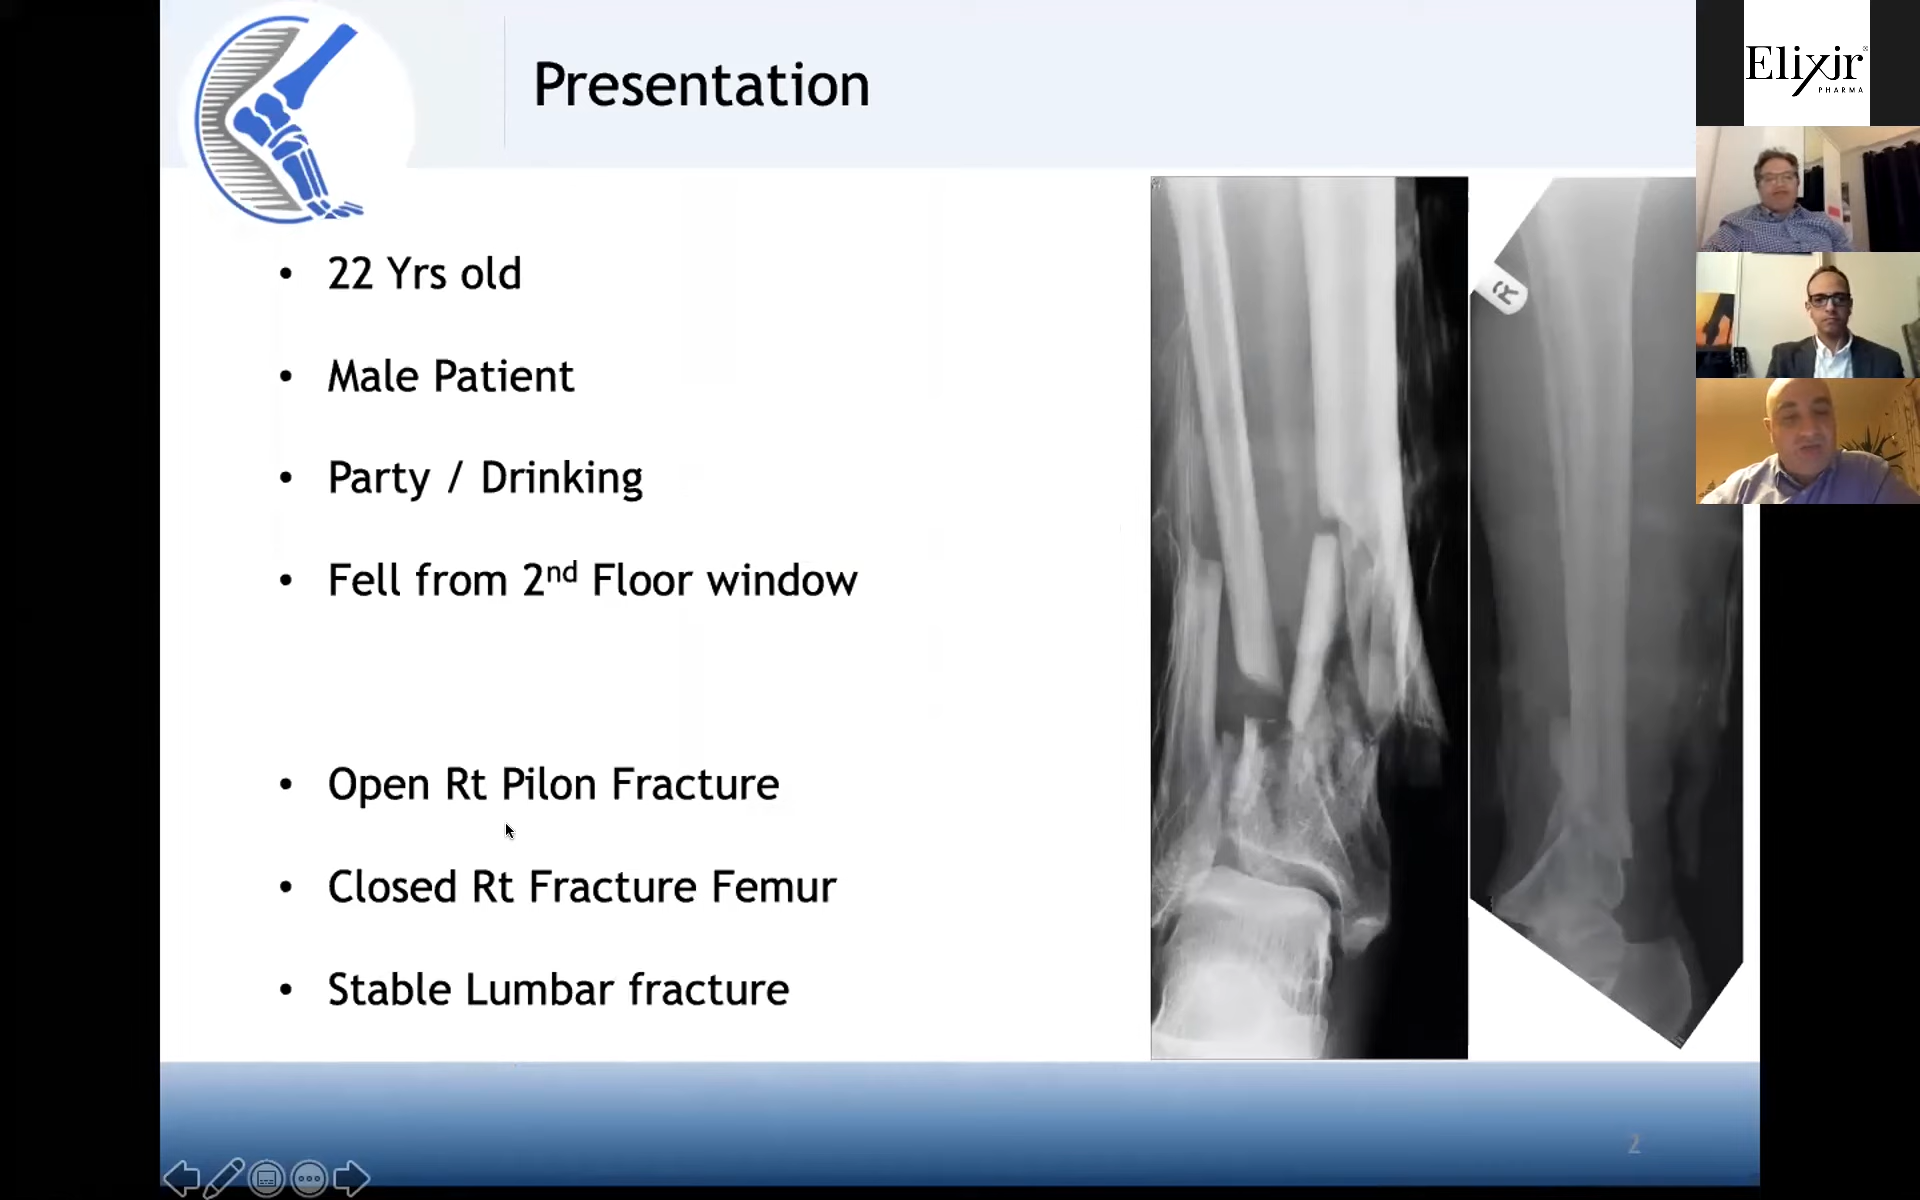 Presentation
Elixir
PHARMA
22 Yrs old
Male Patient
Party / Drinking
Fell from 2nd Floor window
Open Rt Pilon Fracture
Closed Rt Fracture Femur
Stable Lumbar fracture
R
2